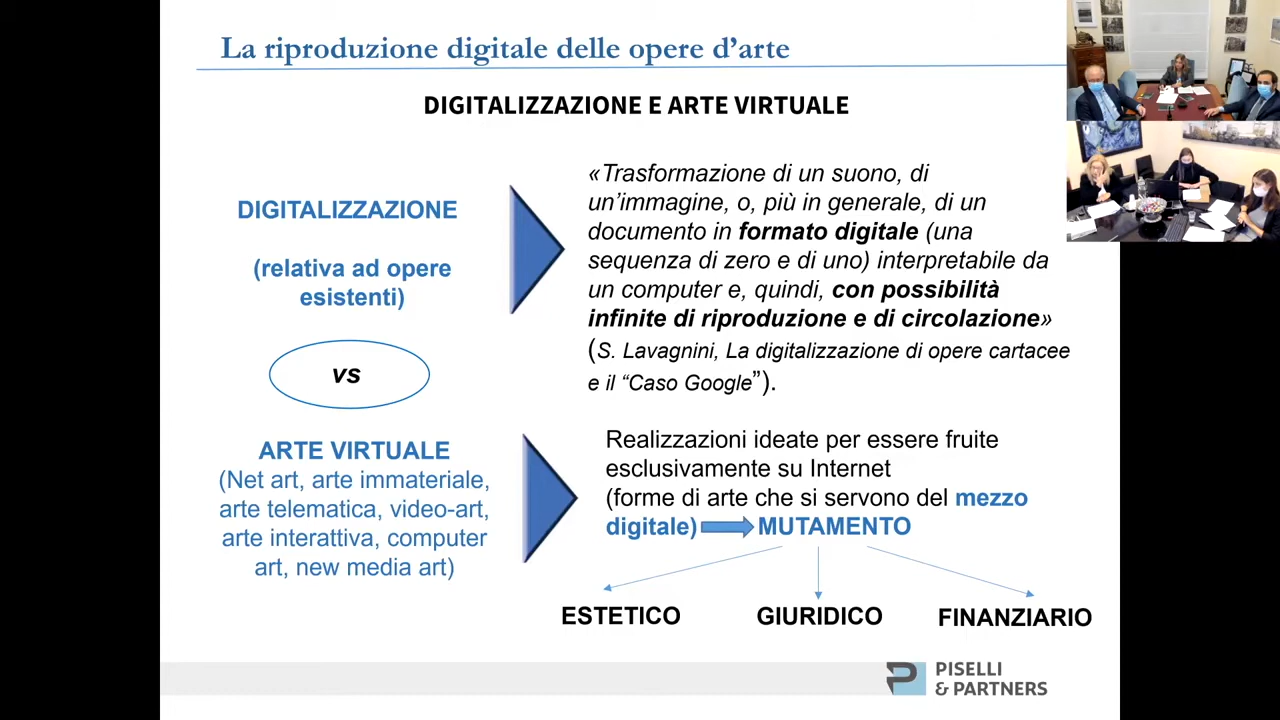 La riproduzione digitale delle opere d’arte
DIGITALIZZAZIONE E ARTE VIRTUALE
DIGITALIZZAZIONE
(relativa ad opere
esistenti)
«Trasformazione di un suono, di
un’immagine, o, più in generale, di un
documento in formato digitale (una
sequenza di zero e di uno) interpretabile da
un computer e, quindi, con possibilità
infinite di riproduzione e di circolazione»
(S. Lavagnini, La digitalizzazione di opere cartacee
e il “Caso Google”).
vs
ARTE VIRTUALE
(Net art, arte immateriale,
arte telematica, video-art,
arte interattiva, computer
art, new media art)
Realizzazioni ideate per essere fruite
esclusivamente su Internet
(forme di arte che si servono del mezzo
digitale) MUTAMENTO
ESTETICO GIURIDICO FINANZIARIO
PISELLI
& PARTNERS